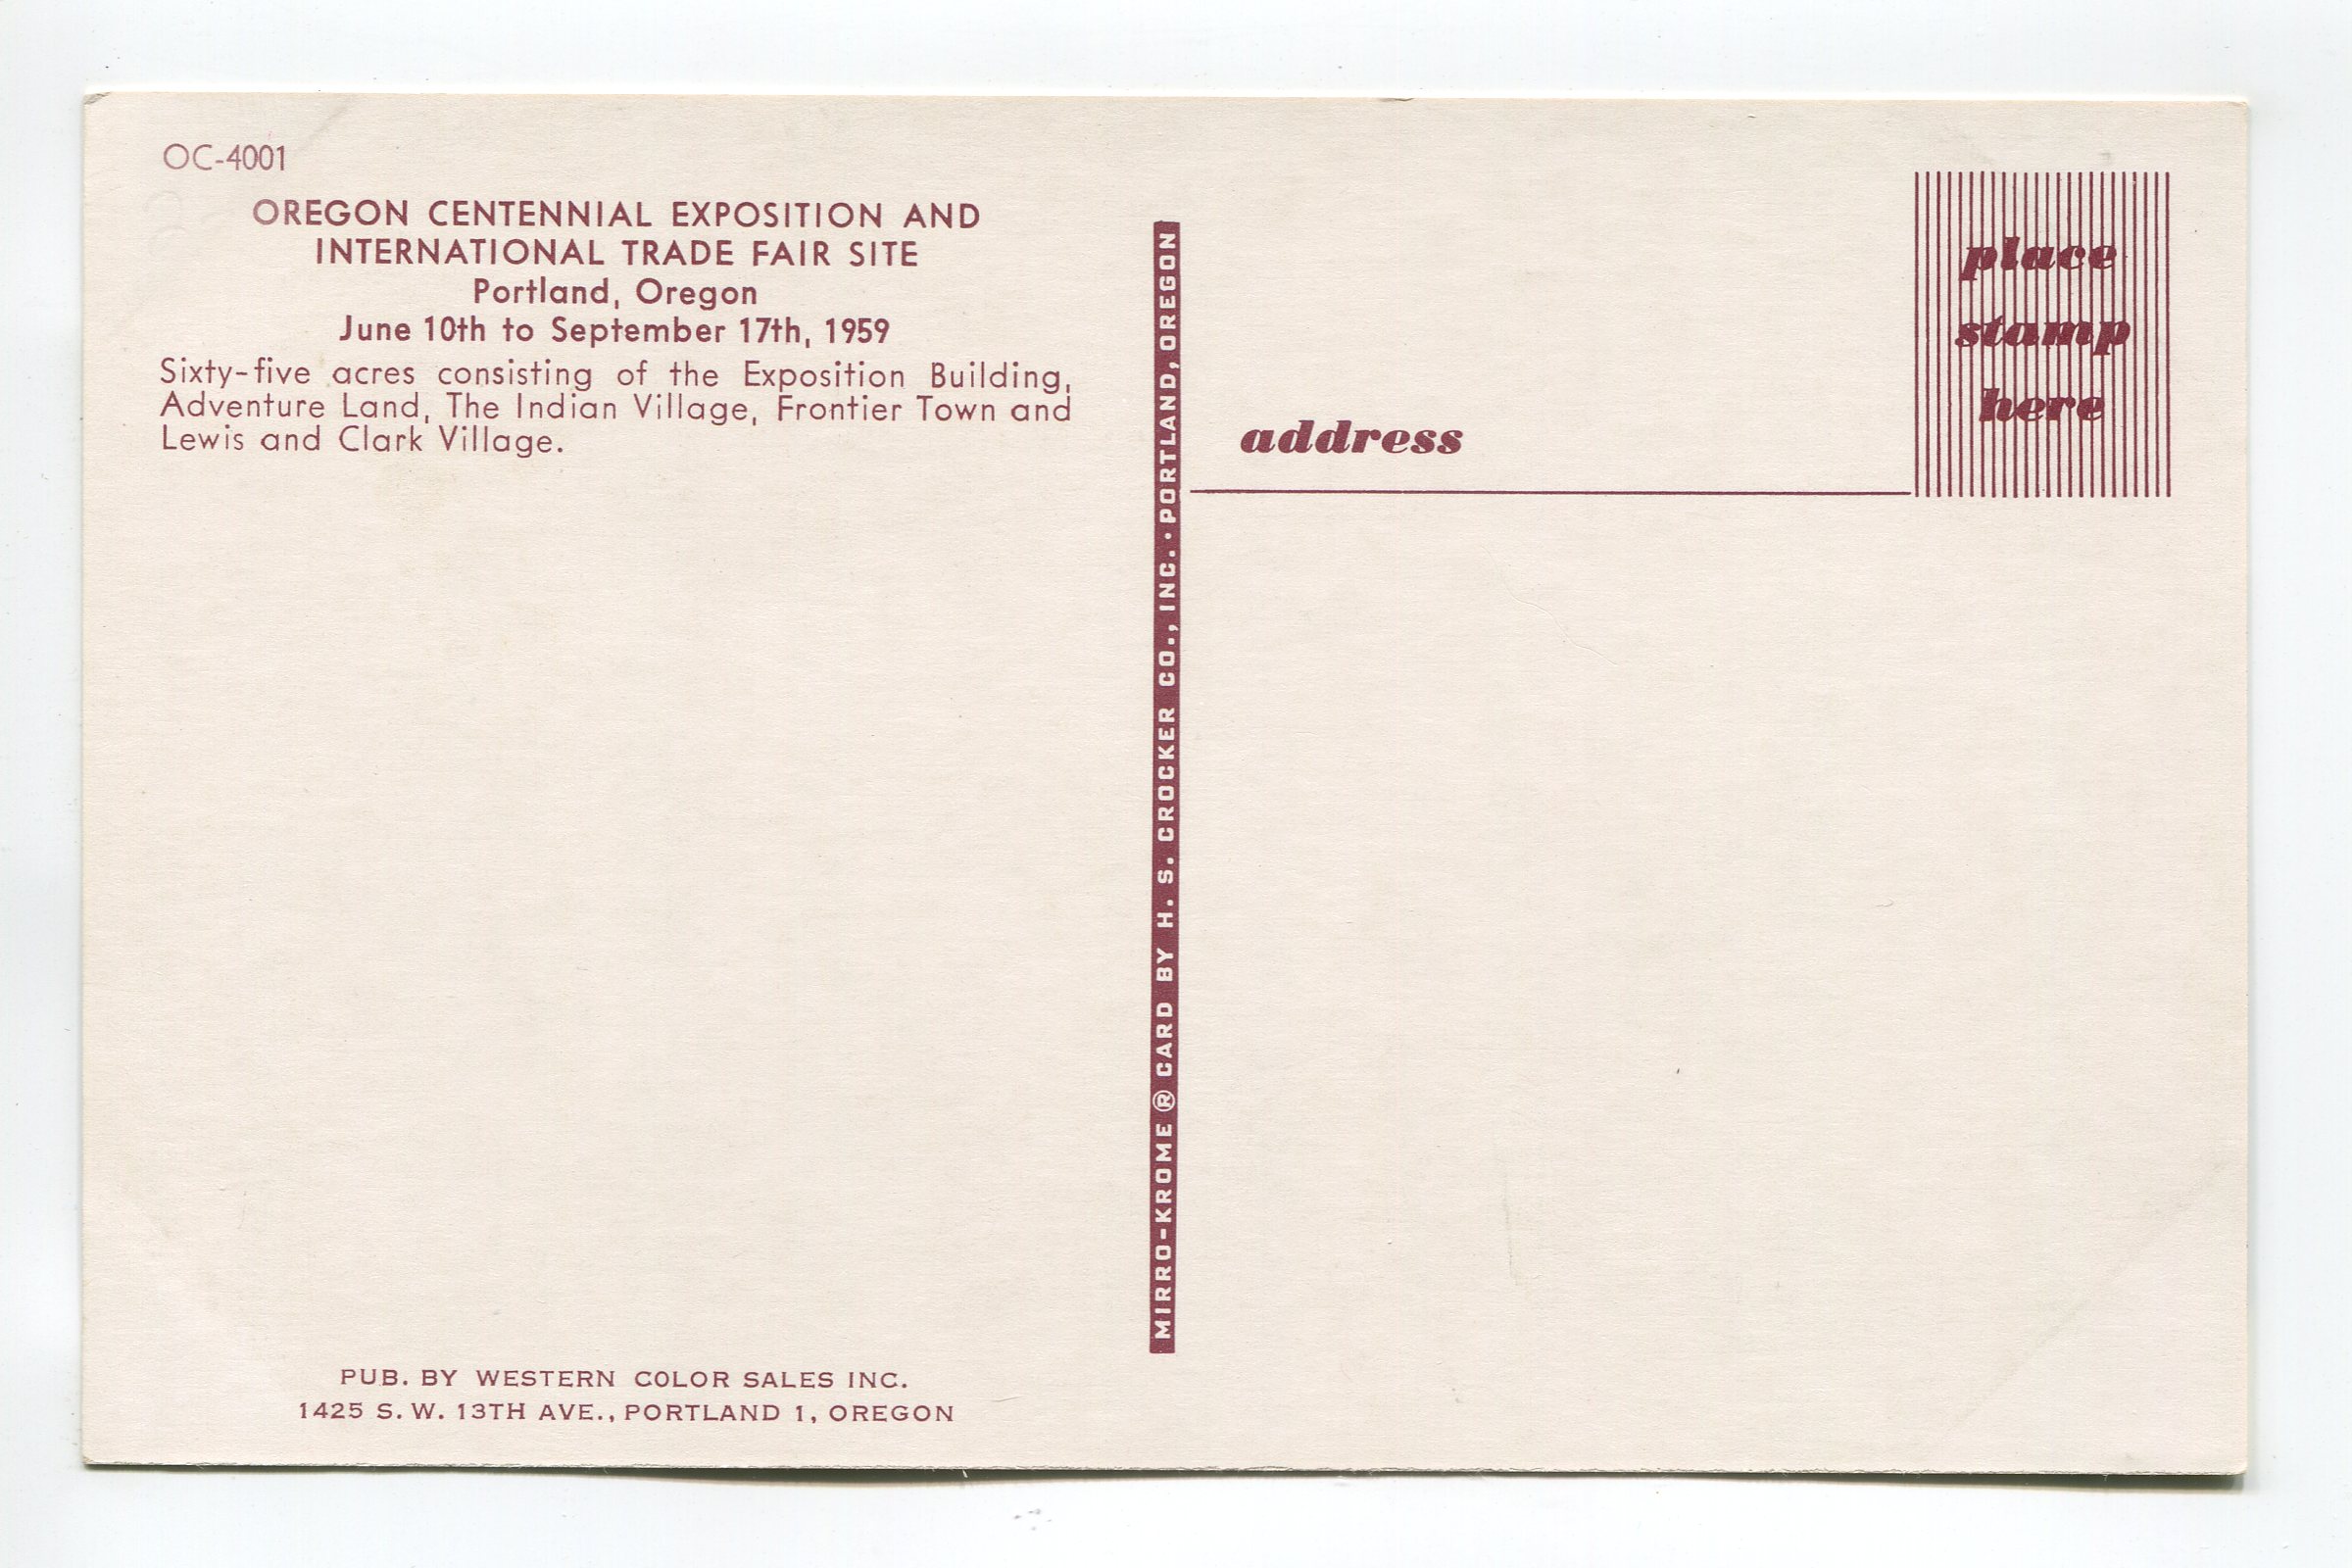 OC-4001
OREGON CENTENNIAL EXPOSITION AND
INTERNATIONAL TRADE FAIR SITE
Portland, Oregon
June 10th to September 17th, 1959
Sixty-five acres consisting of the Exposition Building,
Adventure Land, The Indian Village, Frontier Town and
Lewis and Clark Village.
PUB. BY WESTERN COLOR SALES INC.
1425 S. W. 13TH AVE., PORTLAND 1, OREGON
MIRRO-KROME ® CARD BY H. S. CROCKER CO., INC. · PORTLAND, OREGON
address
place
stamp
here